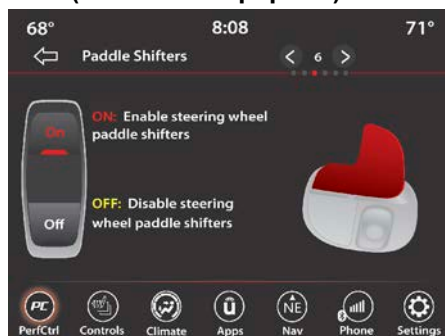 68° 8:08 71°
Paddle Shifters < 6 >
On
ON: Enable steering wheel
paddle shifters
Off
OFF: Disable steering
wheel paddle shifters
PC û NE
PerfCtrl Controls Climate Apps Nav Phone Settings